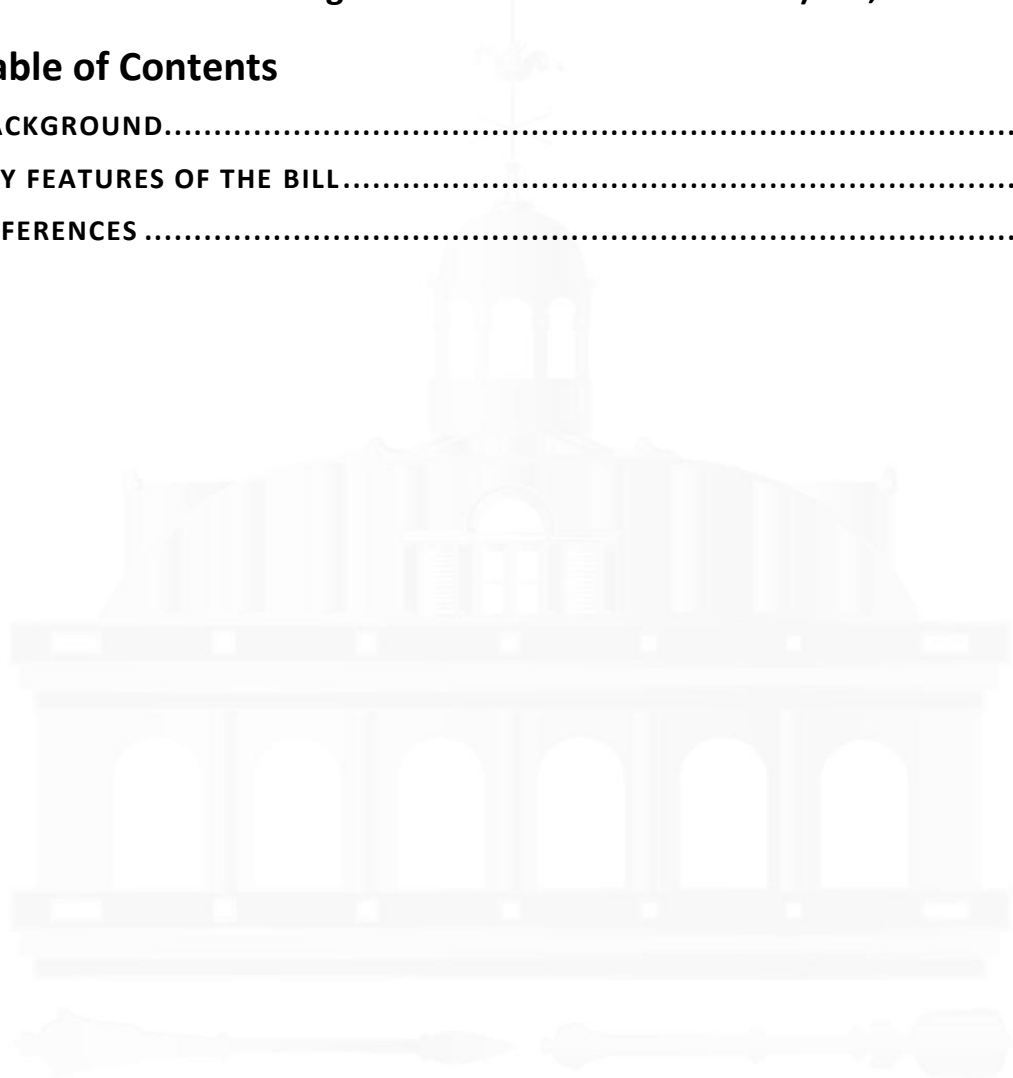 able of Contents
ACKGROUND..........................................................................................
Y FEATURES OF THE BILL......................................................................
FERENCES ............................................................................................